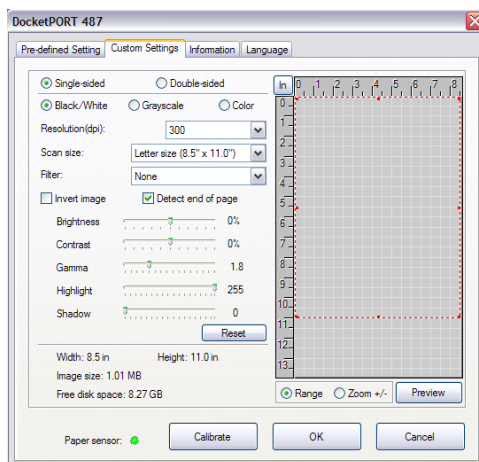 DocketPORT 487
Pre-defined Setting Custom Settings Information Language
Single-sided Double-sided
Black/White Grayscale Color
Resolution(dpi): 300
Scan size: Letter size (8.5" x 11.0")
Filter: None
Invert image Detect end of page
Brightness 0%
Contrast 0%
Gamma 1.8
Highlight 255
Shadow 0
Reset
Width: 8.5 in Height: 11.0 in
Image size: 1.01 MB
Free disk space: 8.27 GB
In 0 1 2 3 4 5 6 7 8
0
1
2
3
4
5
6
7
8
9
10
11
12
13
Range Zoom +/- Preview
Paper sensor: Calibrate OK Cancel